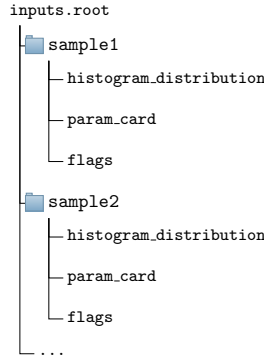 inputs.root
sample1
histogram_distribution
param_card
flags
sample2
histogram_distribution
param_card
flags
...